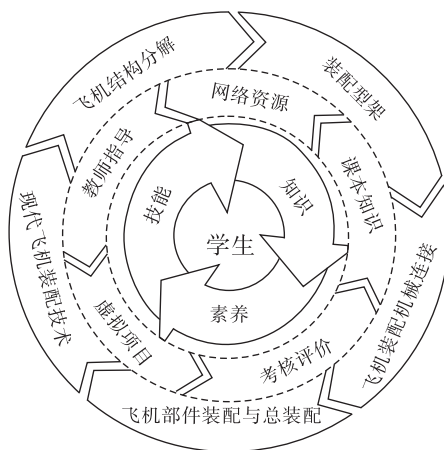 飞机结构分解
装配型架
飞机装配机械连接
飞机部件装配与总装配
现代飞机装配技术
网络资源
课本知识
考核评价
虚拟项目
教师指导
技能
知识
素养
学生